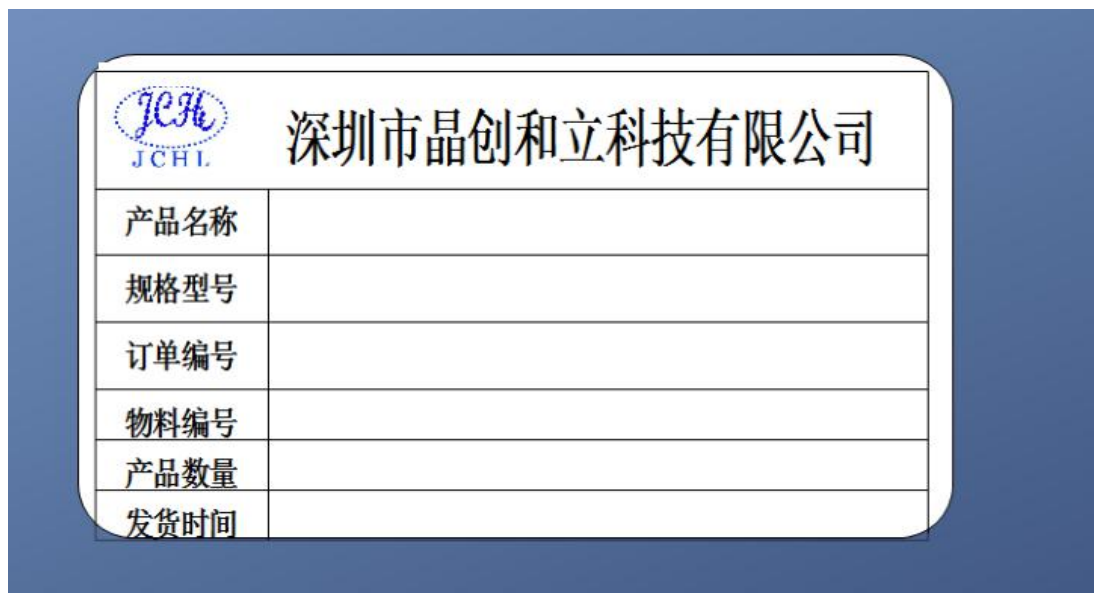 JCHL
JCHL
深圳市晶创和立科技有限公司
产品名称
规格型号
订单编号
物料编号
产品数量
发货时间